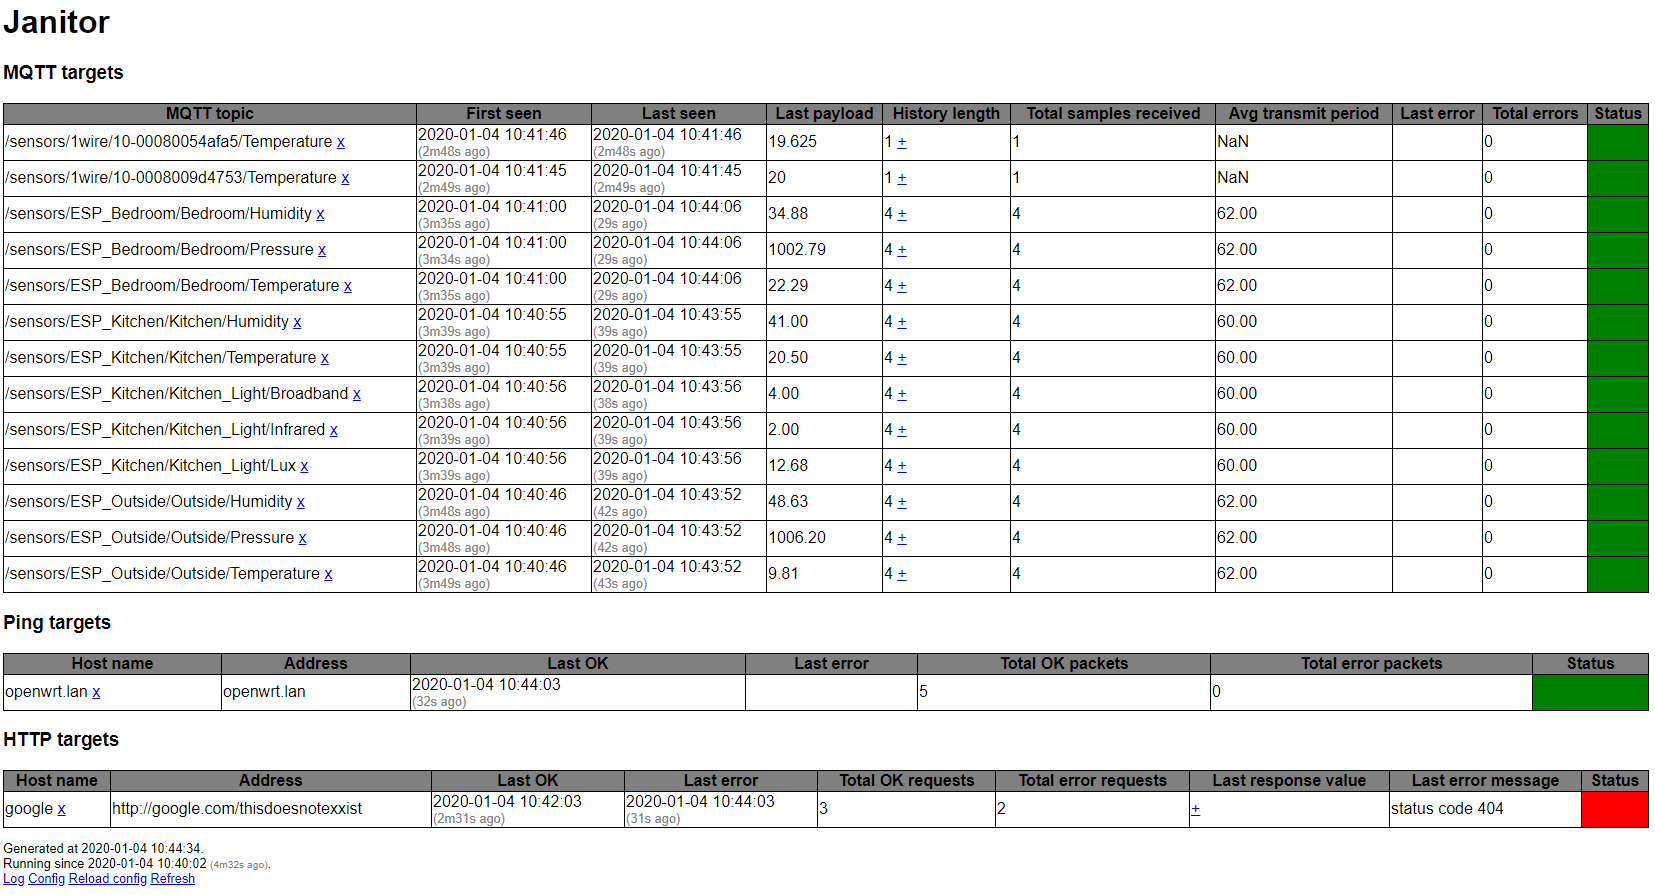 Janitor
MQTT targets
MQTT topic First seen Last seen Last payload History length Total samples received Avg transmit period Last error Total errors Status
/sensors/1wire/10-00080054afa5/Temperature x 2020-01-04 10:41:46 2020-01-04 10:41:46 19.625 1 + 1 NaN 0
(2m48s ago) (2m48s ago)
/sensors/1wire/10-0008009d4753/Temperature x 2020-01-04 10:41:45 2020-01-04 10:41:45 20 1 + 1 NaN 0
(2m49s ago) (2m49s ago)
/sensors/ESP_Bedroom/Bedroom/Humidity x 2020-01-04 10:41:00 2020-01-04 10:44:06 34.88 4 + 4 62.00 0
(3m35s ago) (29s ago)
/sensors/ESP_Bedroom/Bedroom/Pressure x 2020-01-04 10:41:00 2020-01-04 10:44:06 1002.79 4 + 4 62.00 0
(3m34s ago) (29s ago)
/sensors/ESP_Bedroom/Bedroom/Temperature x 2020-01-04 10:41:00 2020-01-04 10:44:06 22.29 4 + 4 62.00 0
(3m35s ago) (29s ago)
/sensors/ESP_Kitchen/Kitchen/Humidity x 2020-01-04 10:40:55 2020-01-04 10:43:55 41.00 4 + 4 60.00 0
(3m39s ago) (39s ago)
/sensors/ESP_Kitchen/Kitchen/Temperature x 2020-01-04 10:40:55 2020-01-04 10:43:55 20.50 4 + 4 60.00 0
(3m39s ago) (39s ago)
/sensors/ESP_Kitchen/Kitchen_Light/Broadband x 2020-01-04 10:40:56 2020-01-04 10:43:56 4.00 4 + 4 60.00 0
(3m38s ago) (38s ago)
/sensors/ESP_Kitchen/Kitchen_Light/Infrared x 2020-01-04 10:40:56 2020-01-04 10:43:56 2.00 4 + 4 60.00 0
(3m39s ago) (39s ago)
/sensors/ESP_Kitchen/Kitchen_Light/Lux x 2020-01-04 10:40:56 2020-01-04 10:43:56 12.68 4 + 4 60.00 0
(3m39s ago) (39s ago)
/sensors/ESP_Outside/Outside/Humidity x 2020-01-04 10:40:46 2020-01-04 10:43:52 48.63 4 + 4 62.00 0
(3m48s ago) (42s ago)
/sensors/ESP_Outside/Outside/Pressure x 2020-01-04 10:40:46 2020-01-04 10:43:52 1006.20 4 + 4 62.00 0
(3m48s ago) (42s ago)
/sensors/ESP_Outside/Outside/Temperature x 2020-01-04 10:40:46 2020-01-04 10:43:52 9.81 4 + 4 62.00 0
(3m49s ago) (43s ago)
Ping targets
Host name Address Last OK Last error Total OK packets Total error packets Status
openwrt.lan x openwrt.lan 2020-01-04 10:44:03 5 0
(32s ago)
HTTP targets
Host name Address Last OK Last error Total OK requests Total error requests Last response value Last error message Status
google x http://google.com/thisdoesnotexxist 2020-01-04 10:42:03 2020-01-04 10:44:03 3 2 + status code 404
(2m31s ago) (31s ago)
Generated at 2020-01-04 10:44:34.
Running since 2020-01-04 10:40:02 (4m32s ago).
Log Config Reload config Refresh